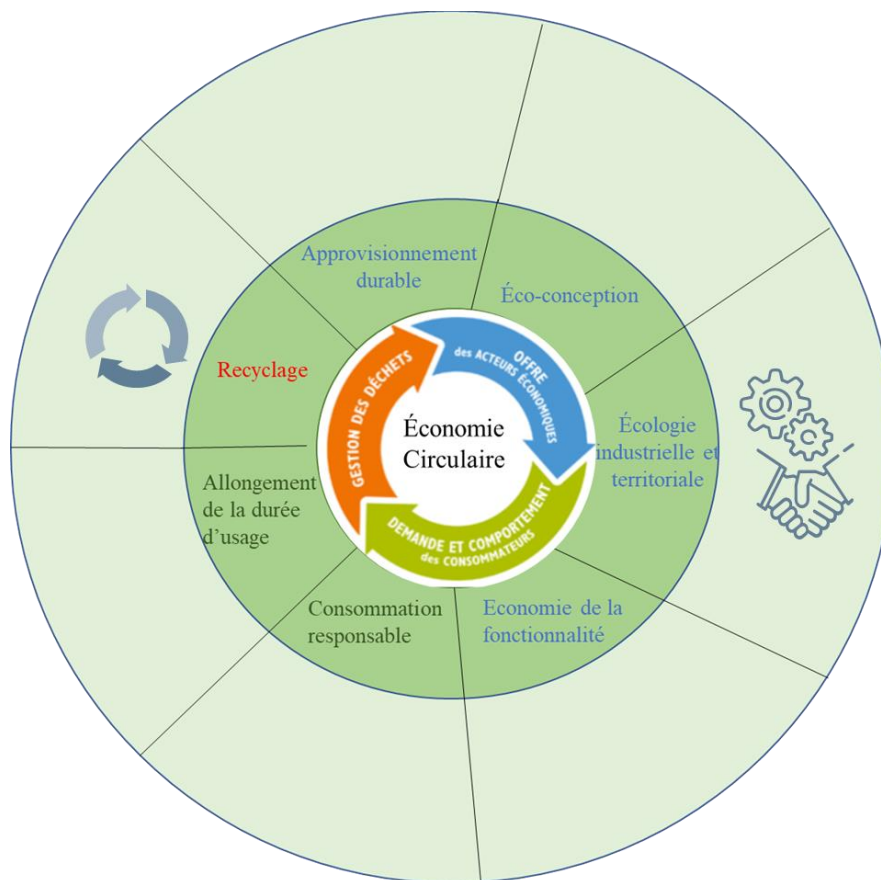 Approvisionnement
durable
Éco-conception
Recyclage
OFFRE
des ACTEURS ÉCONOMIQUES
GESTION DES DÉCHETS
Économie
Circulaire
Écologie
industrielle et
territoriale
Allongement
de la durée
d’usage
DEMANDE ET COMPORTEMENT
des CONSOMMATEURS
Consommation
responsable
Economie de la
fonctionnalité